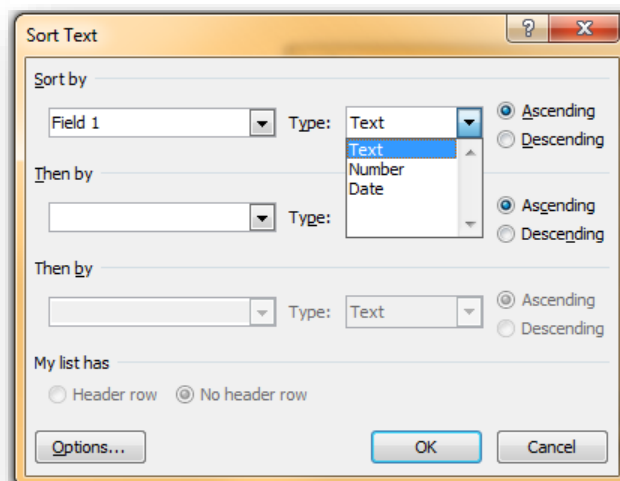 Sort Text
Sort by
Field 1 Type: Text Ascending
Descending
Text
Number
Date
Then by
Type: Ascending
Descending
Then by
Type: Text Ascending
Descending
My list has
Header row No header row
Options... OK Cancel